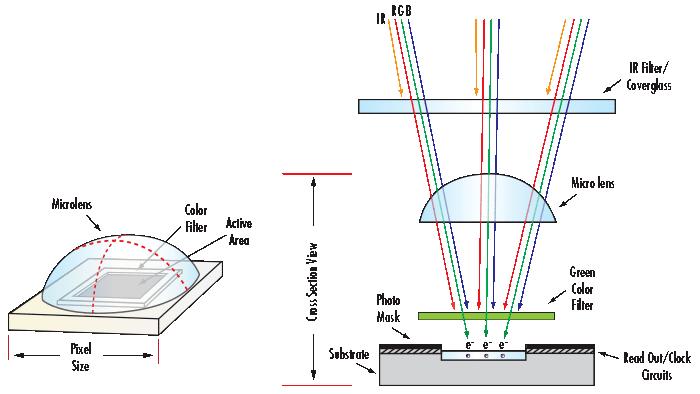 IR RGB
IR Filter/
Coverglass
Micro lens
Microlens
Color
Filter
Active
Area
Cross Section View
Green
Color
Filter
Photo
Mask
Pixel
Size
Substrate
e⁻ e⁻ e⁻
Read Out/Clock
Circuits